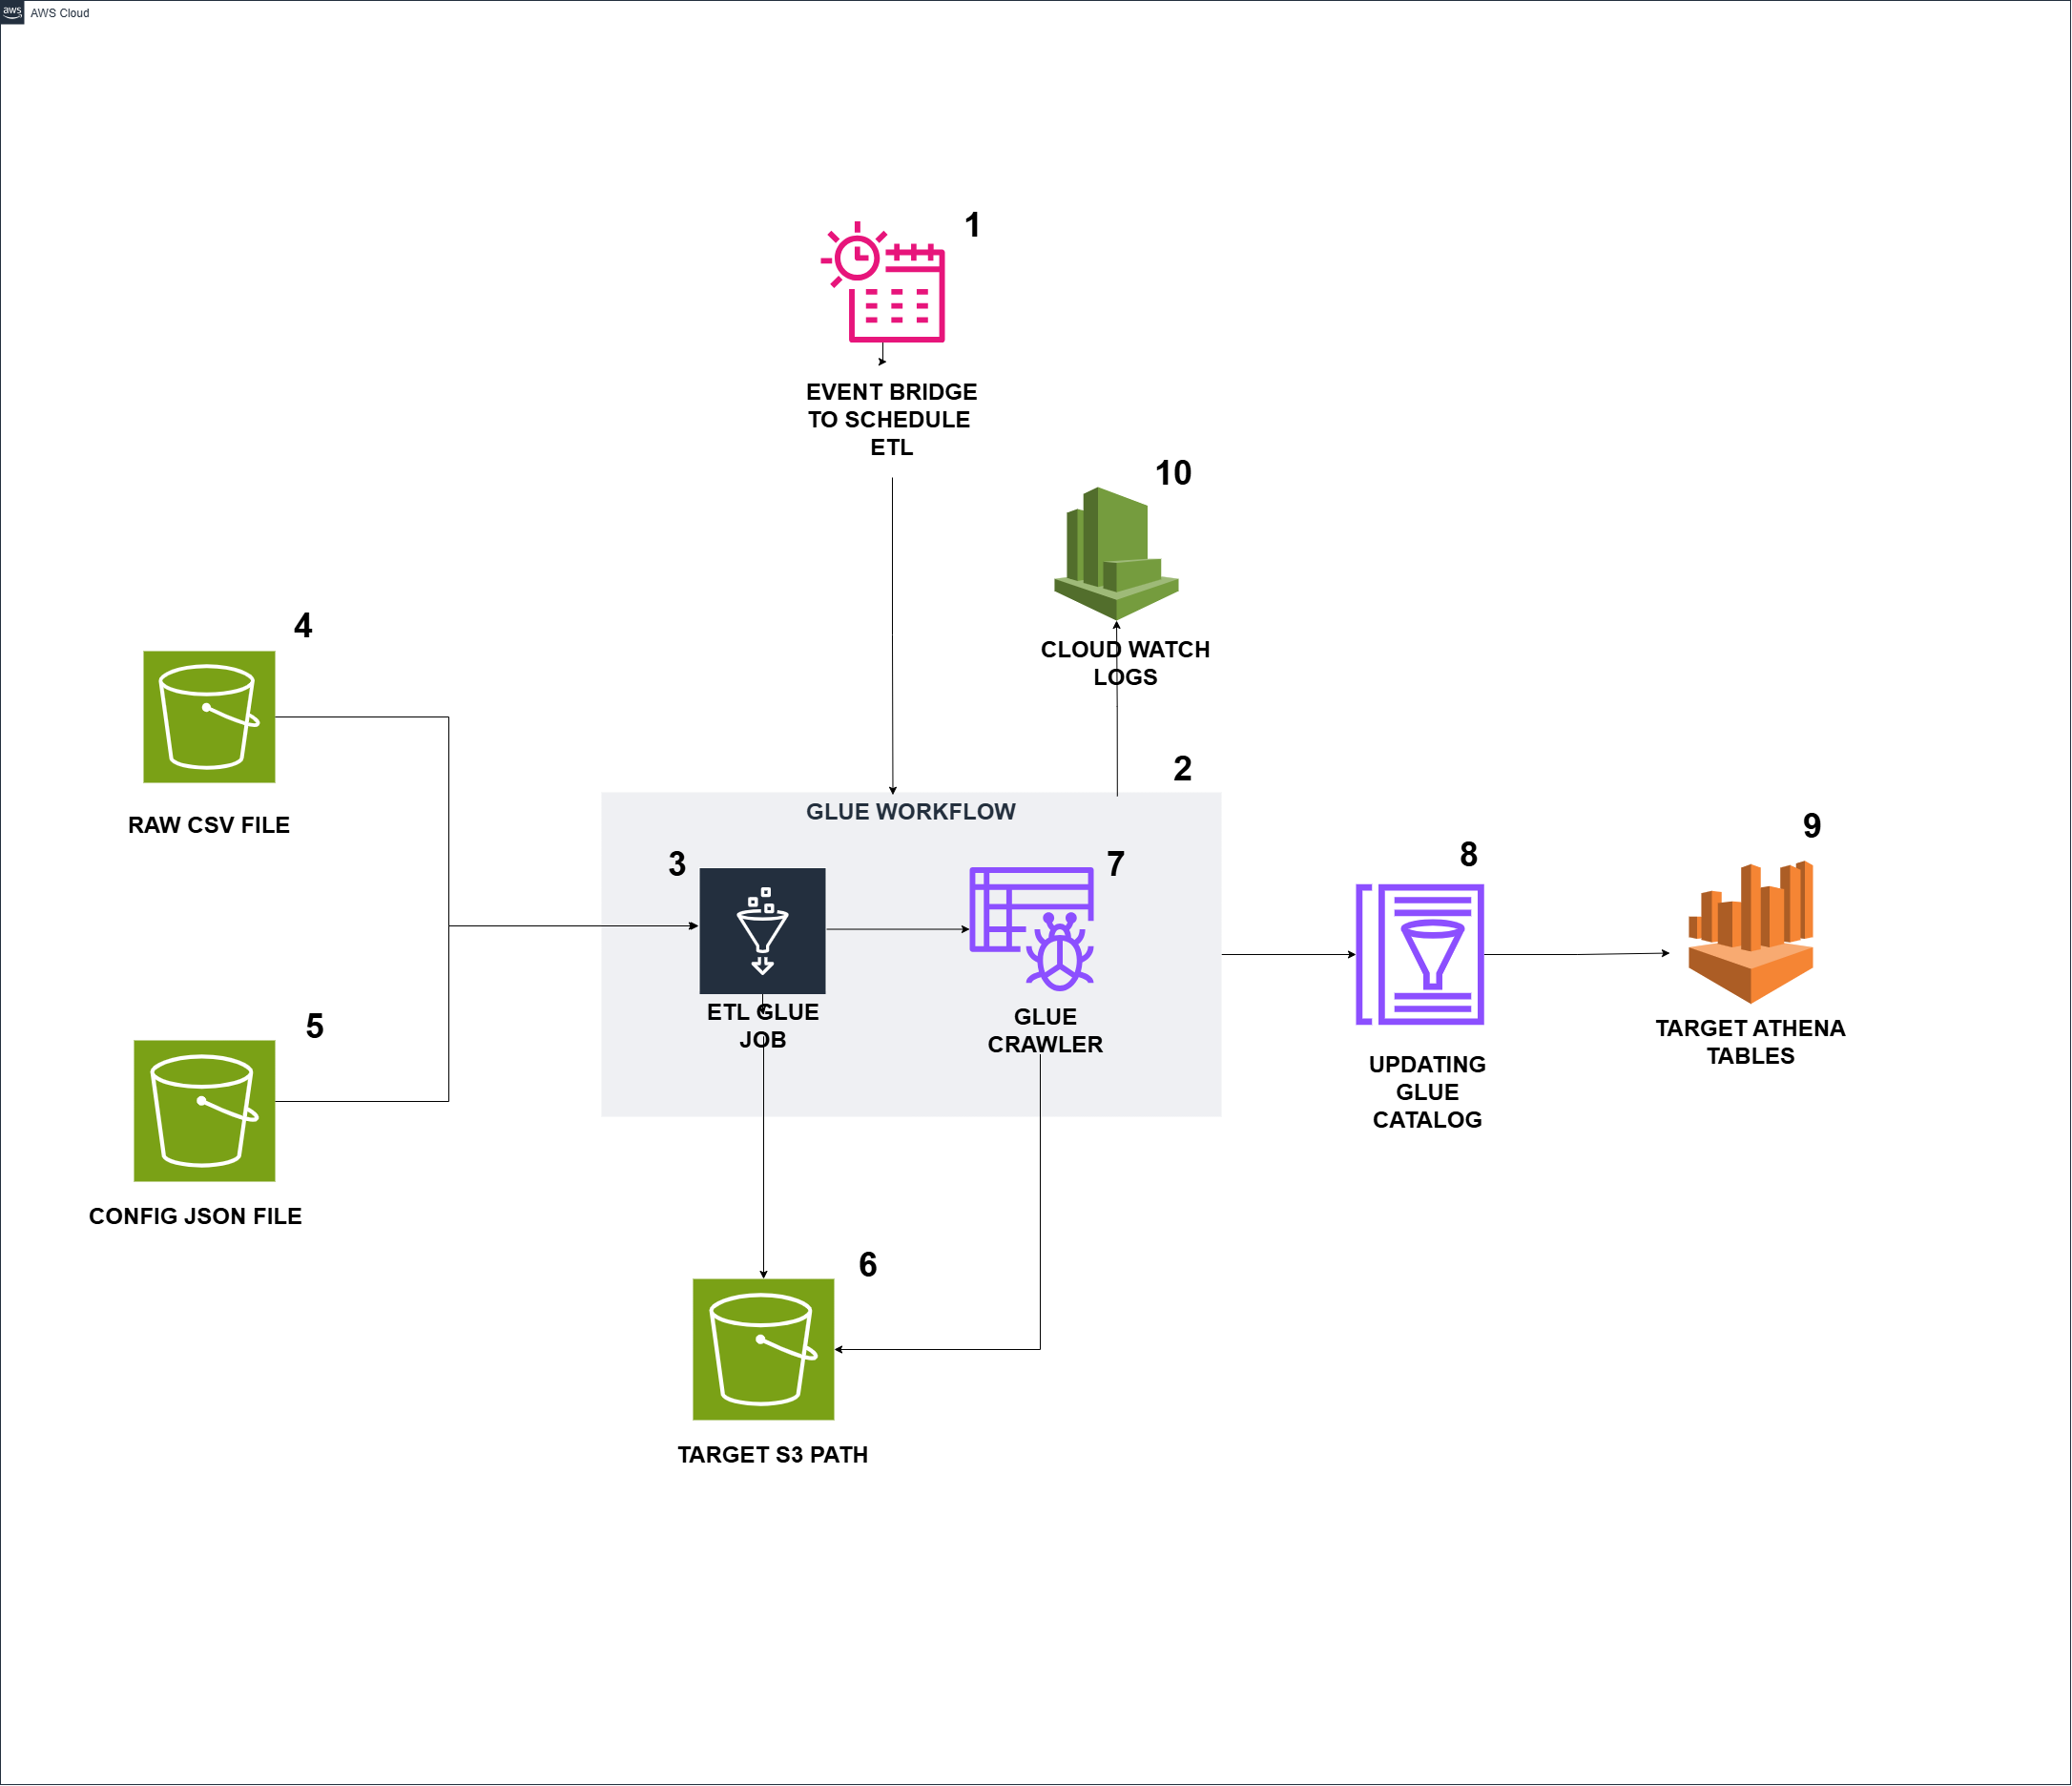 aws
AWS Cloud
1
EVENT BRIDGE
TO SCHEDULE
ETL
10
CLOUD WATCH
LOGS
4
RAW CSV FILE
5
CONFIG JSON FILE
2
GLUE WORKFLOW
3
ETL GLUE
JOB
7
GLUE
CRAWLER
8
UPDATING
GLUE
CATALOG
9
TARGET ATHENA
TABLES
6
TARGET S3 PATH